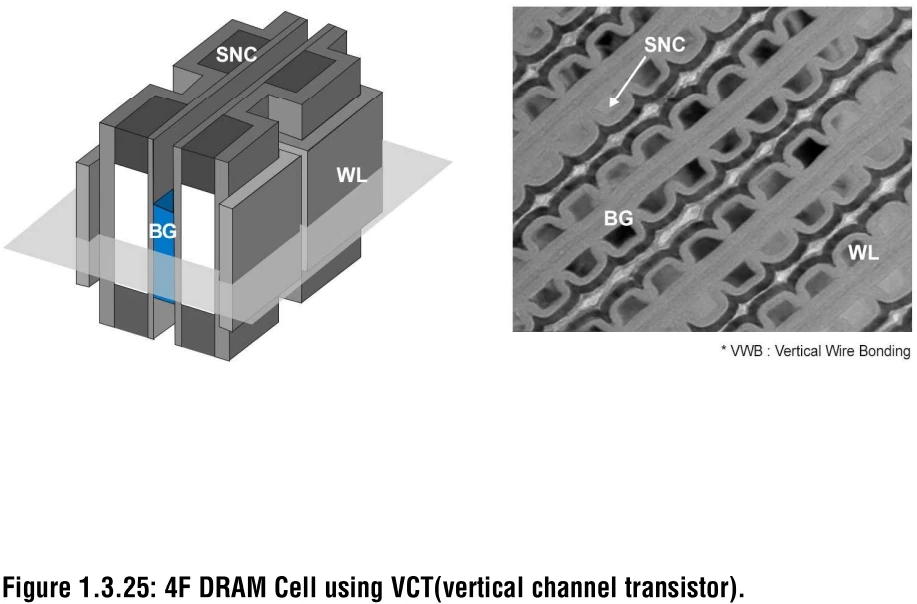 SNC
WL
BG
SNC
BG
WL
* VWB : Vertical Wire Bonding
Figure 1.3.25: 4F DRAM Cell using VCT(vertical channel transistor).